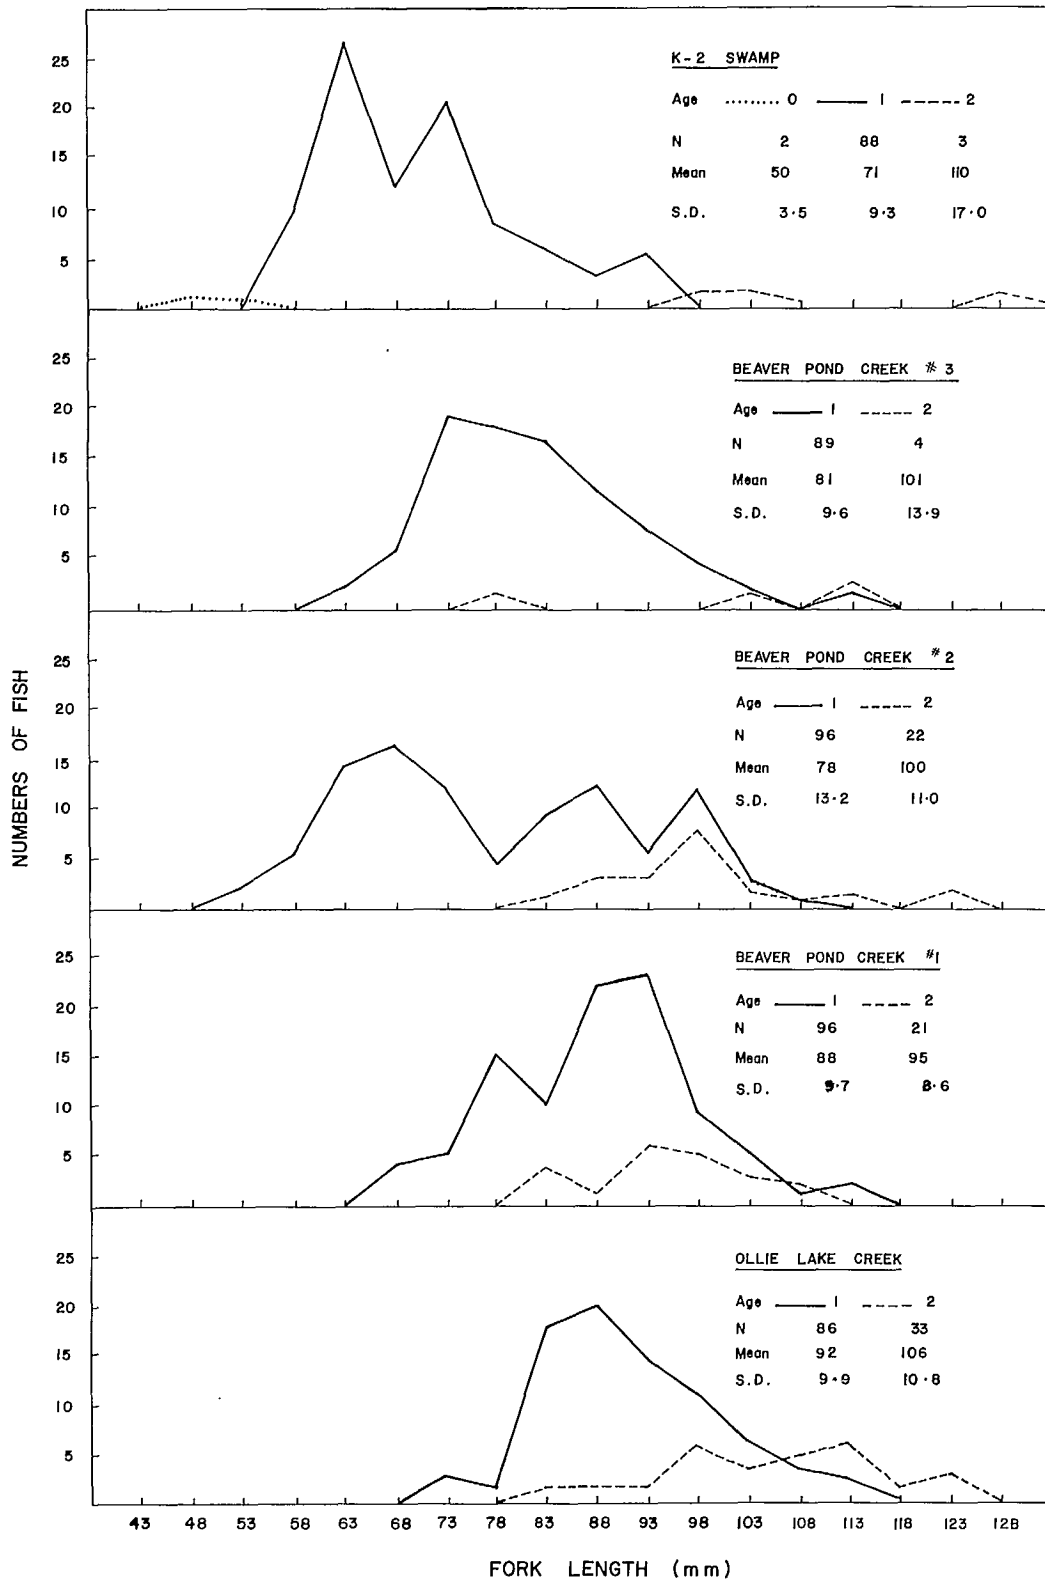 K-2 SWAMP
Age 0 1 2
N 2 88 3
Mean 50 71 110
S.D. 3·5 9·3 17·0
25
20
15
10
5
BEAVER POND CREEK #3
Age 1 2
N 89 4
Mean 81 101
S.D. 9·6 13·9
25
20
15
10
5
BEAVER POND CREEK #2
Age 1 2
N 96 22
Mean 78 100
S.D. 13·2 11·0
25
20
15
10
5
NUMBERS OF FISH
BEAVER POND CREEK #1
Age 1 2
N 96 21
Mean 88 95
S.D. 9·7 8·6
25
20
15
10
5
OLLIE LAKE CREEK
Age 1 2
N 86 33
Mean 92 106
S.D. 9·9 10·8
25
20
15
10
5
43 48 53 58 63 68 73 78 83 88 93 98 103 108 113 118 123 128
FORK LENGTH (mm)